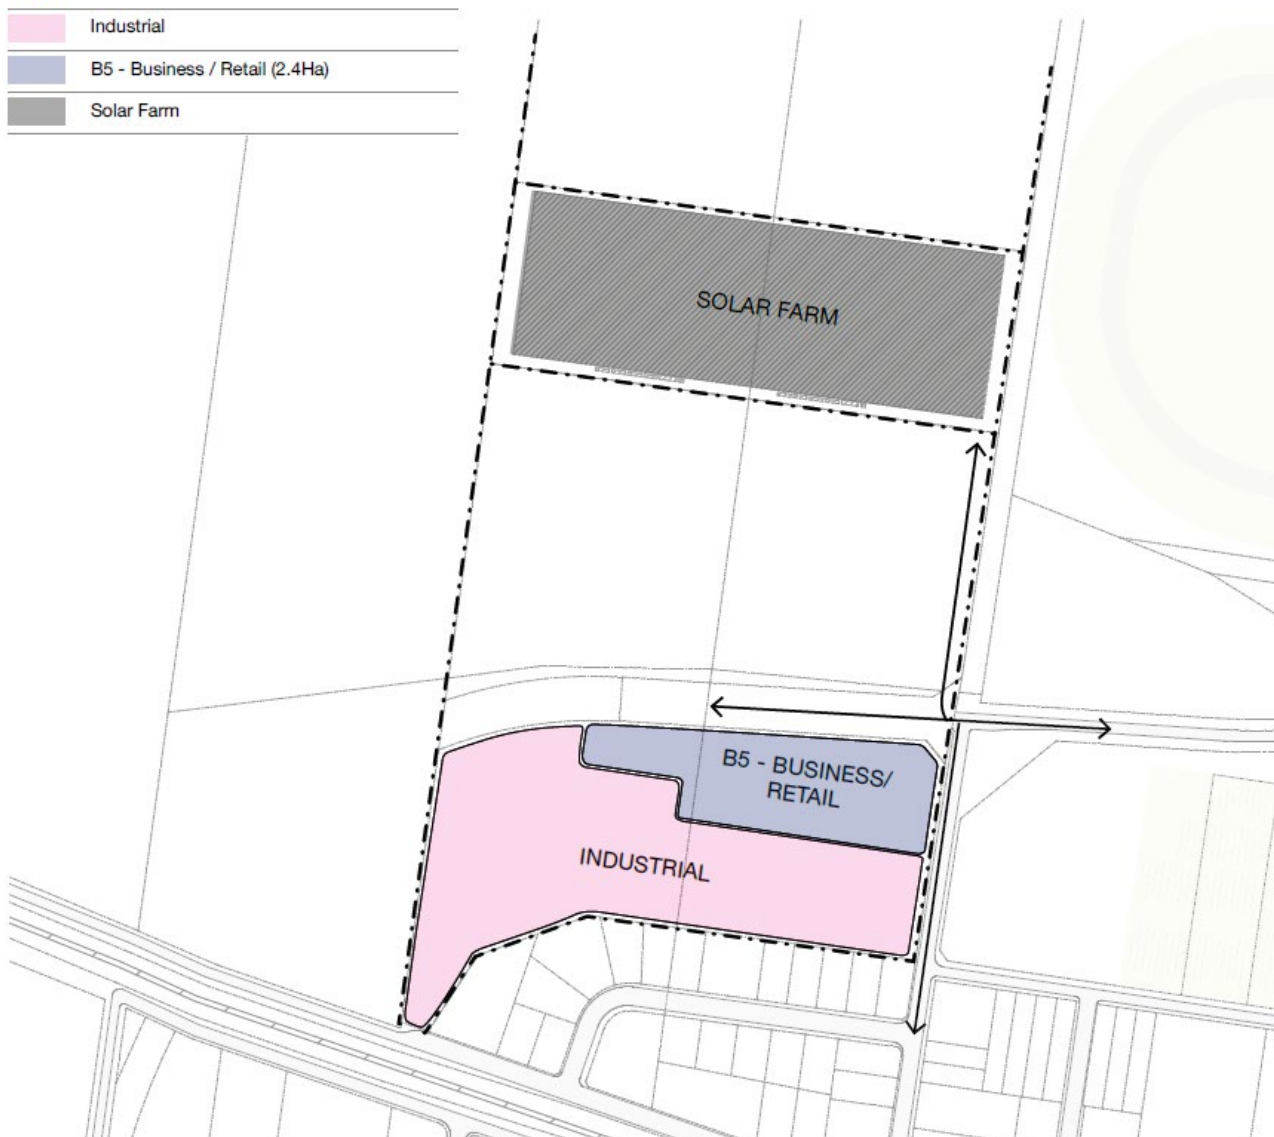 Industrial
B5 - Business / Retail (2.4Ha)
Solar Farm
SOLAR FARM
B5 - BUSINESS/
RETAIL
INDUSTRIAL